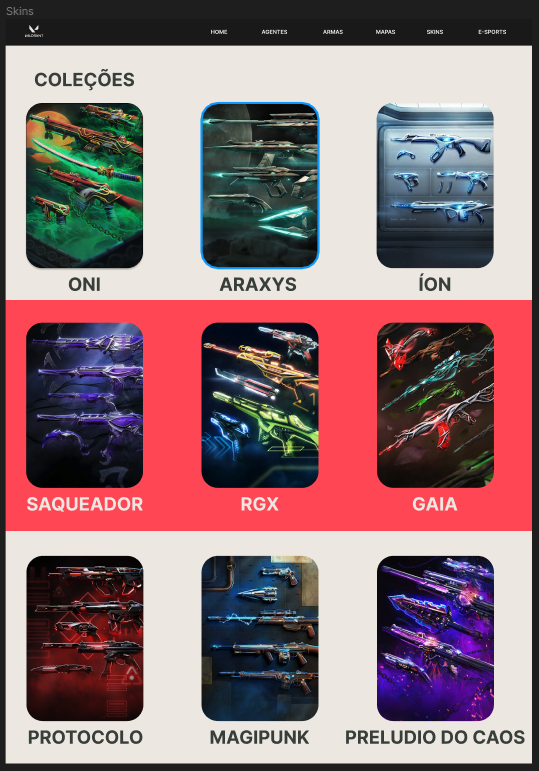 Skins
VALORANT
HOME AGENTES ARMAS MAPAS SKINS E-SPORTS
COLEÇÕES
ONI ARAXYS ÍON
SAQUEADOR RGX GAIA
PROTOCOLO MAGIPUNK PRELUDIO DO CAOS